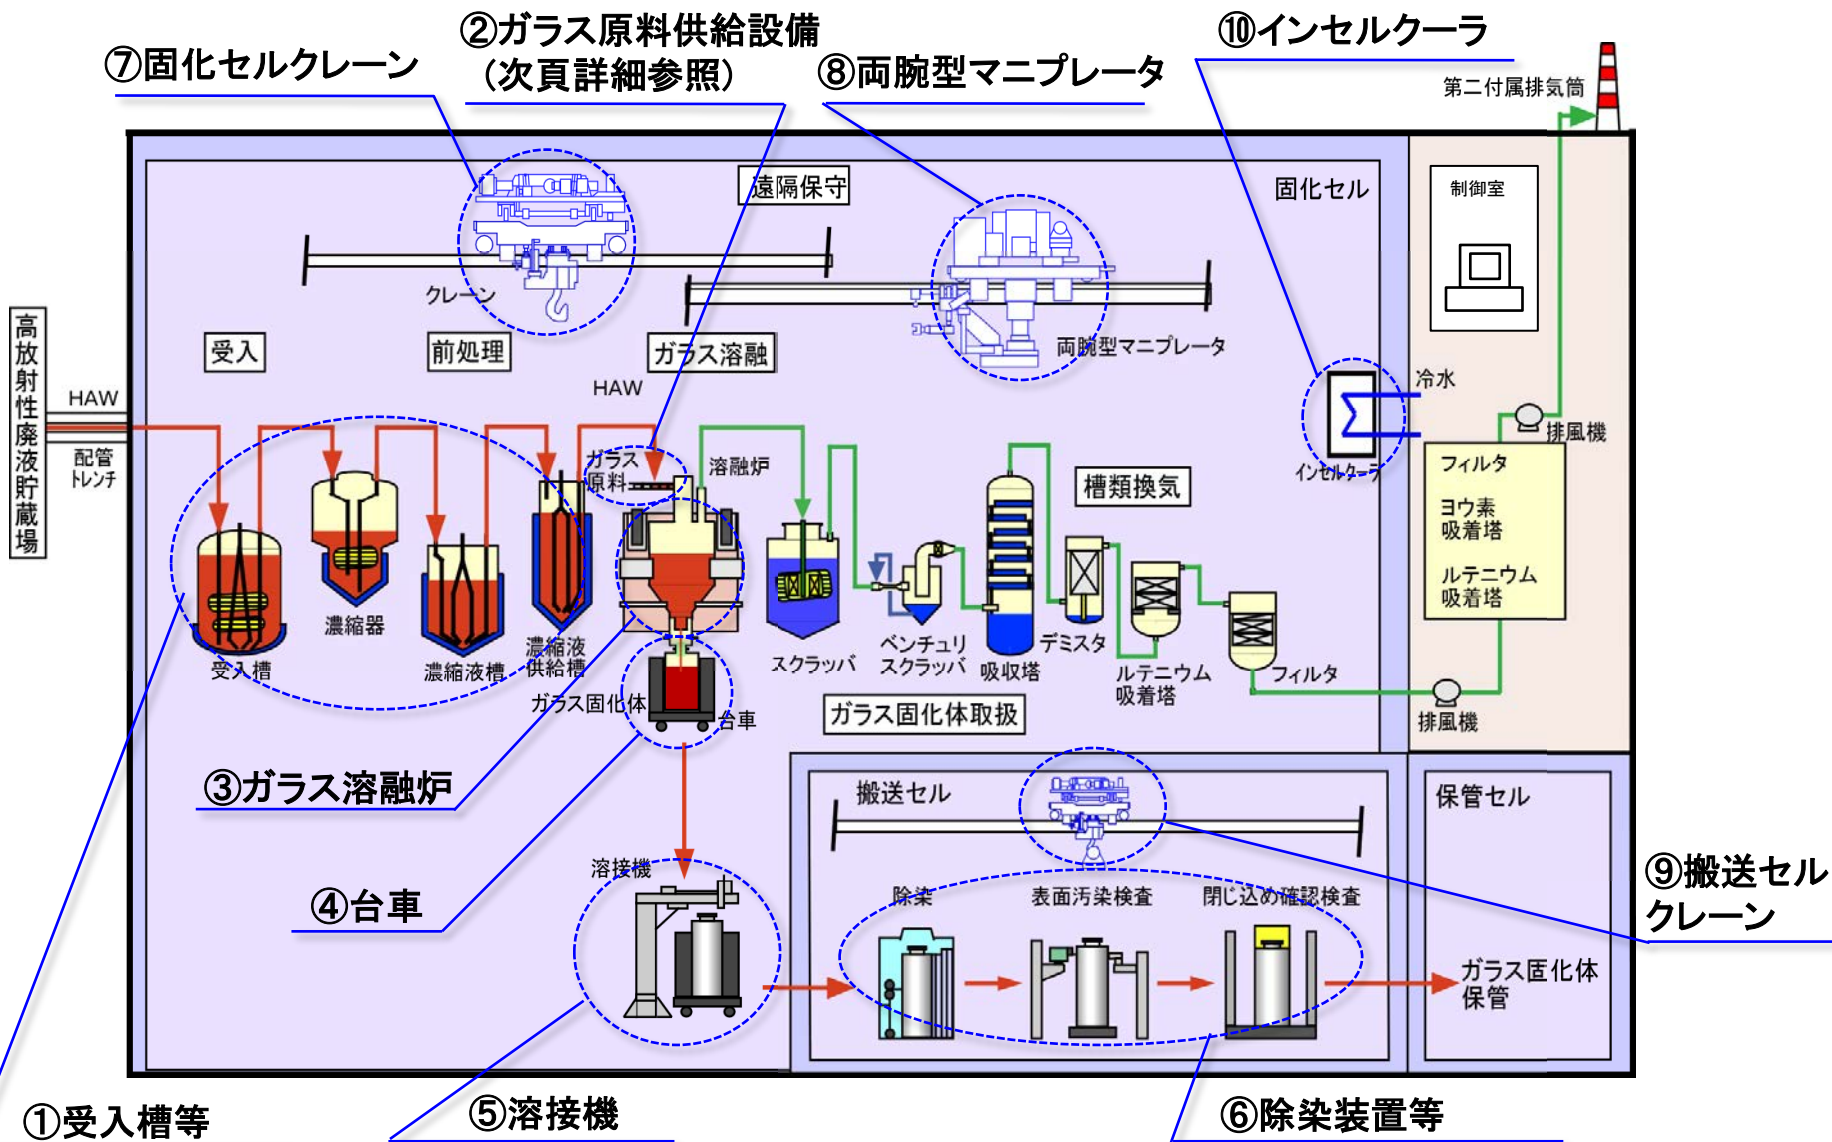 ②ガラス原料供給設備
(次頁詳細参照)
⑦固化セルクレーン
⑧両腕型マニプレータ
⑩インセルクーラ
第二付属排気筒
遠隔保守
固化セル
制御室
クレーン
両腕型マニプレータ
受入
前処理
ガラス溶融
高放射性廃液貯蔵場
HAW
配管
トレンチ
HAW
冷水
排風機
インセルクーラ
ガラス
原料
溶融炉
槽類換気
フィルタ
ヨウ素
吸着塔
ルテニウム
吸着塔
受入槽
濃縮器
濃縮液槽
濃縮液
供給槽
スクラッバ
ベンチュリ
スクラッバ
吸収塔
デミスタ
ルテニウム
吸着塔
フィルタ
排風機
ガラス固化体
台車
ガラス固化体取扱
③ガラス溶融炉
搬送セル
保管セル
④台車
溶接機
除染
表面汚染検査
閉じ込め確認検査
⑨搬送セル
クレーン
ガラス固化体
保管
①受入槽等
⑤溶接機
⑥除染装置等